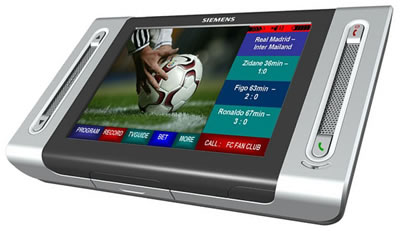 SIEMENS
Real Madrid –
Inter Mailand
Zidane 36min –
1:0
Figo 63min –
2 : 0
Ronaldo 67min –
3 : 0
PROGRAM RECORD TVGUIDE BET MORE
CALL : FC FAN CLUB